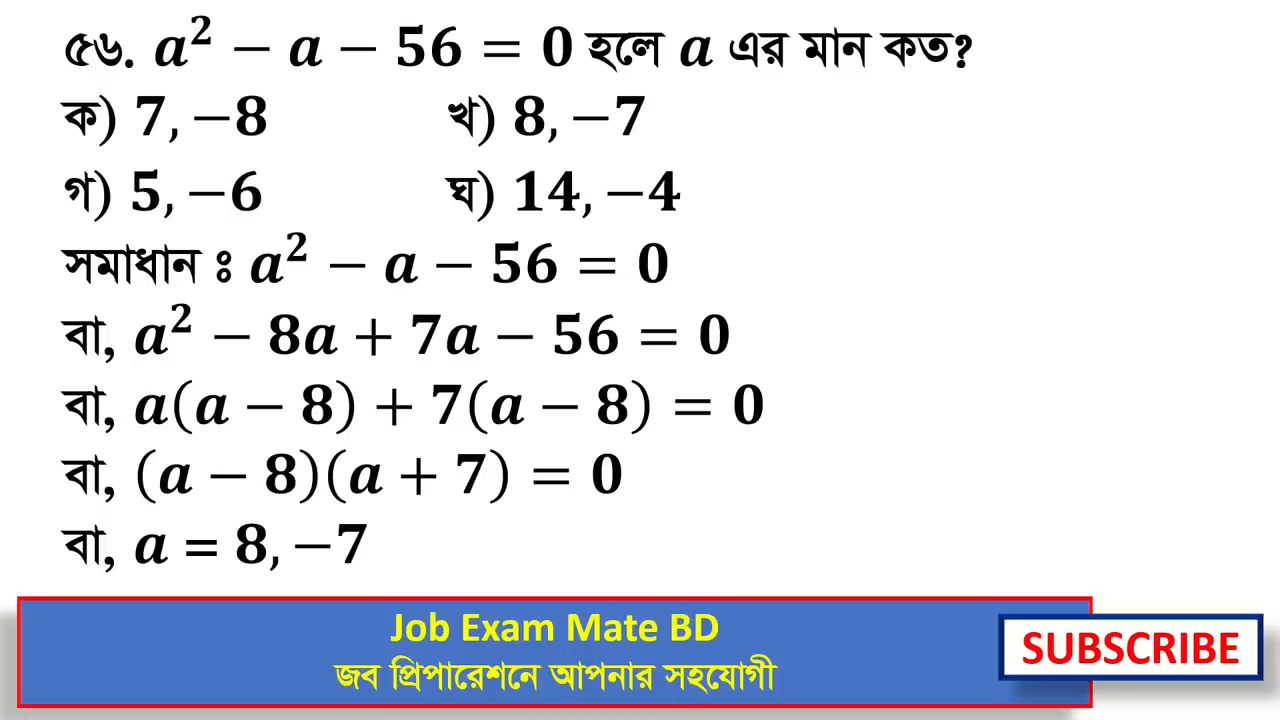 ৫৬. a² − a − 56 = 0 হলে a এর মান কত?
ক) 7, −8 খ) 8, −7
গ) 5, −6 ঘ) 14, −4
সমাধান ঃ a² − a − 56 = 0
বা, a² − 8a + 7a − 56 = 0
বা, a(a − 8) + 7(a − 8) = 0
বা, (a − 8)(a + 7) = 0
বা, a = 8, −7
Job Exam Mate BD
জব প্রিপারেশনে আপনার সহযোগী
SUBSCRIBE